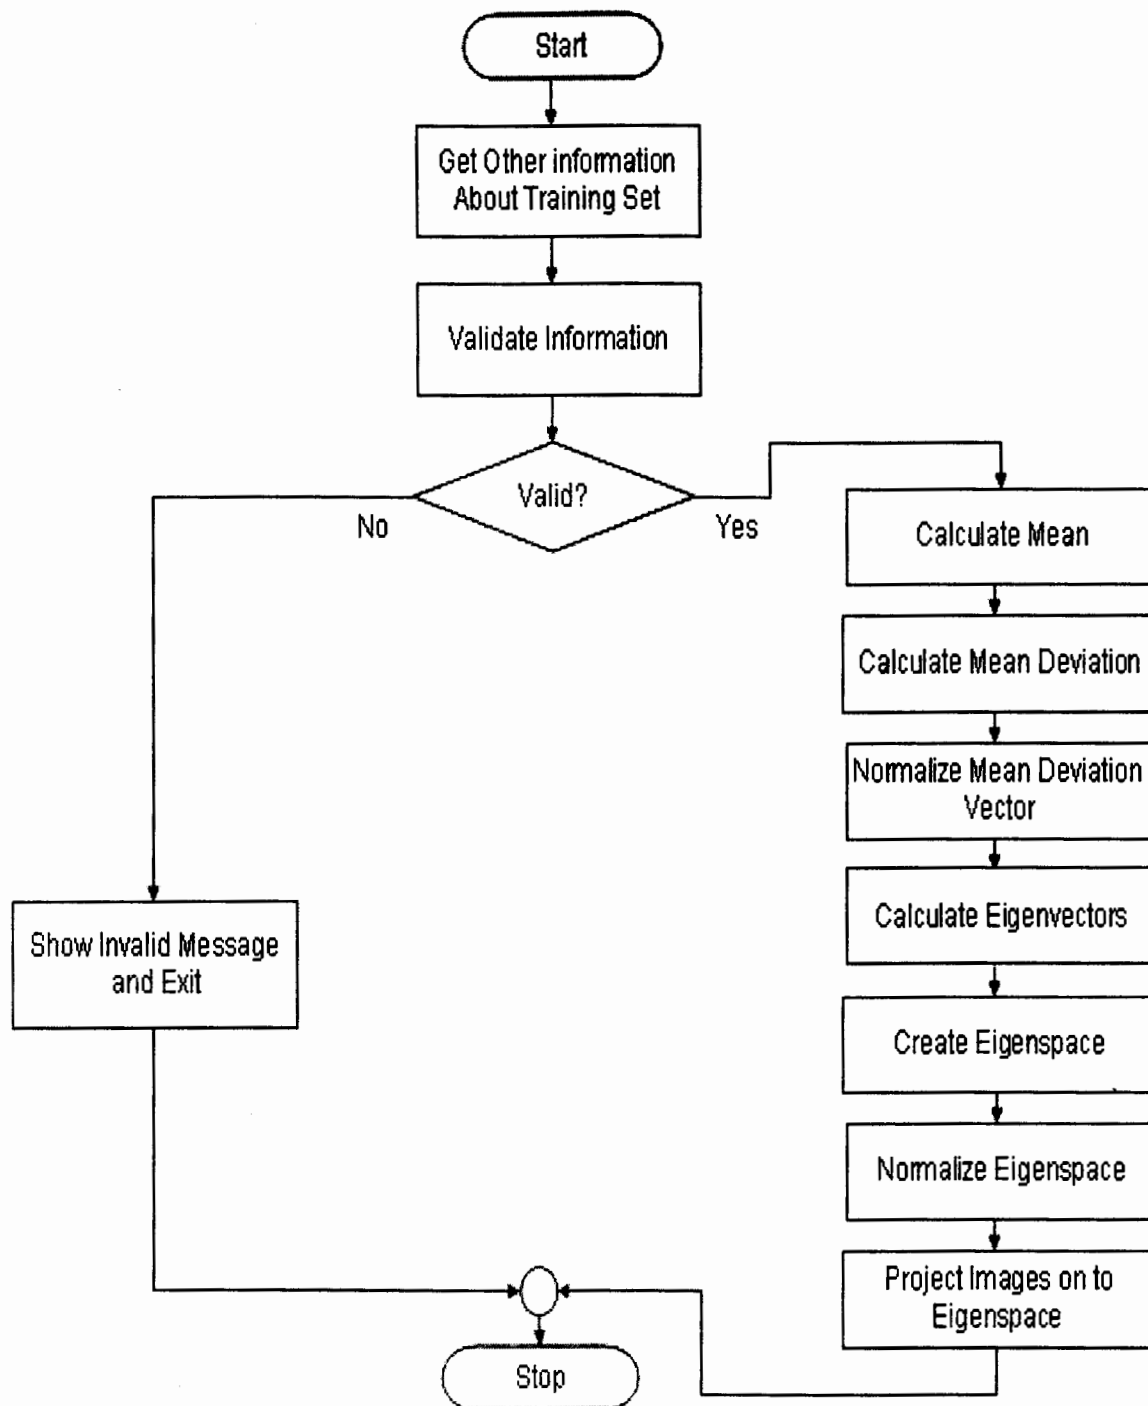 Start
Get Other information
About Training Set
Validate Information
Valid?
No
Yes
Calculate Mean
Calculate Mean Deviation
Normalize Mean Deviation
Vector
Calculate Eigenvectors
Show Invalid Message
and Exit
Create Eigenspace
Normalize Eigenspace
Project Images on to
Eigenspace
Stop